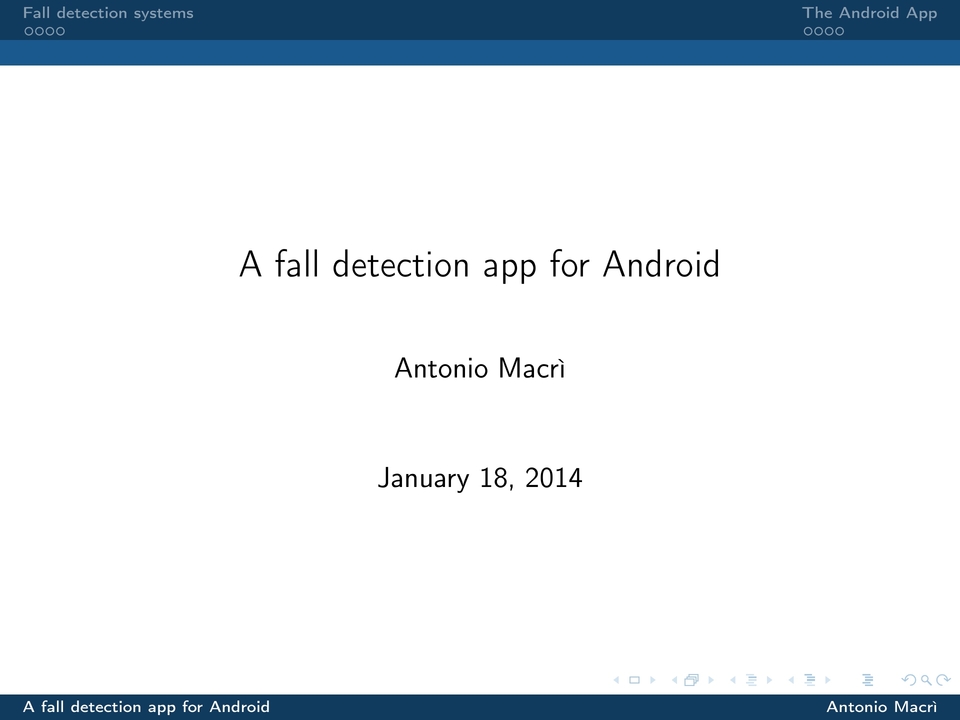 Fall detection systems
The Android App
A fall detection app for Android
Antonio Macrì
January 18, 2014
A fall detection app for Android
Antonio Macrì